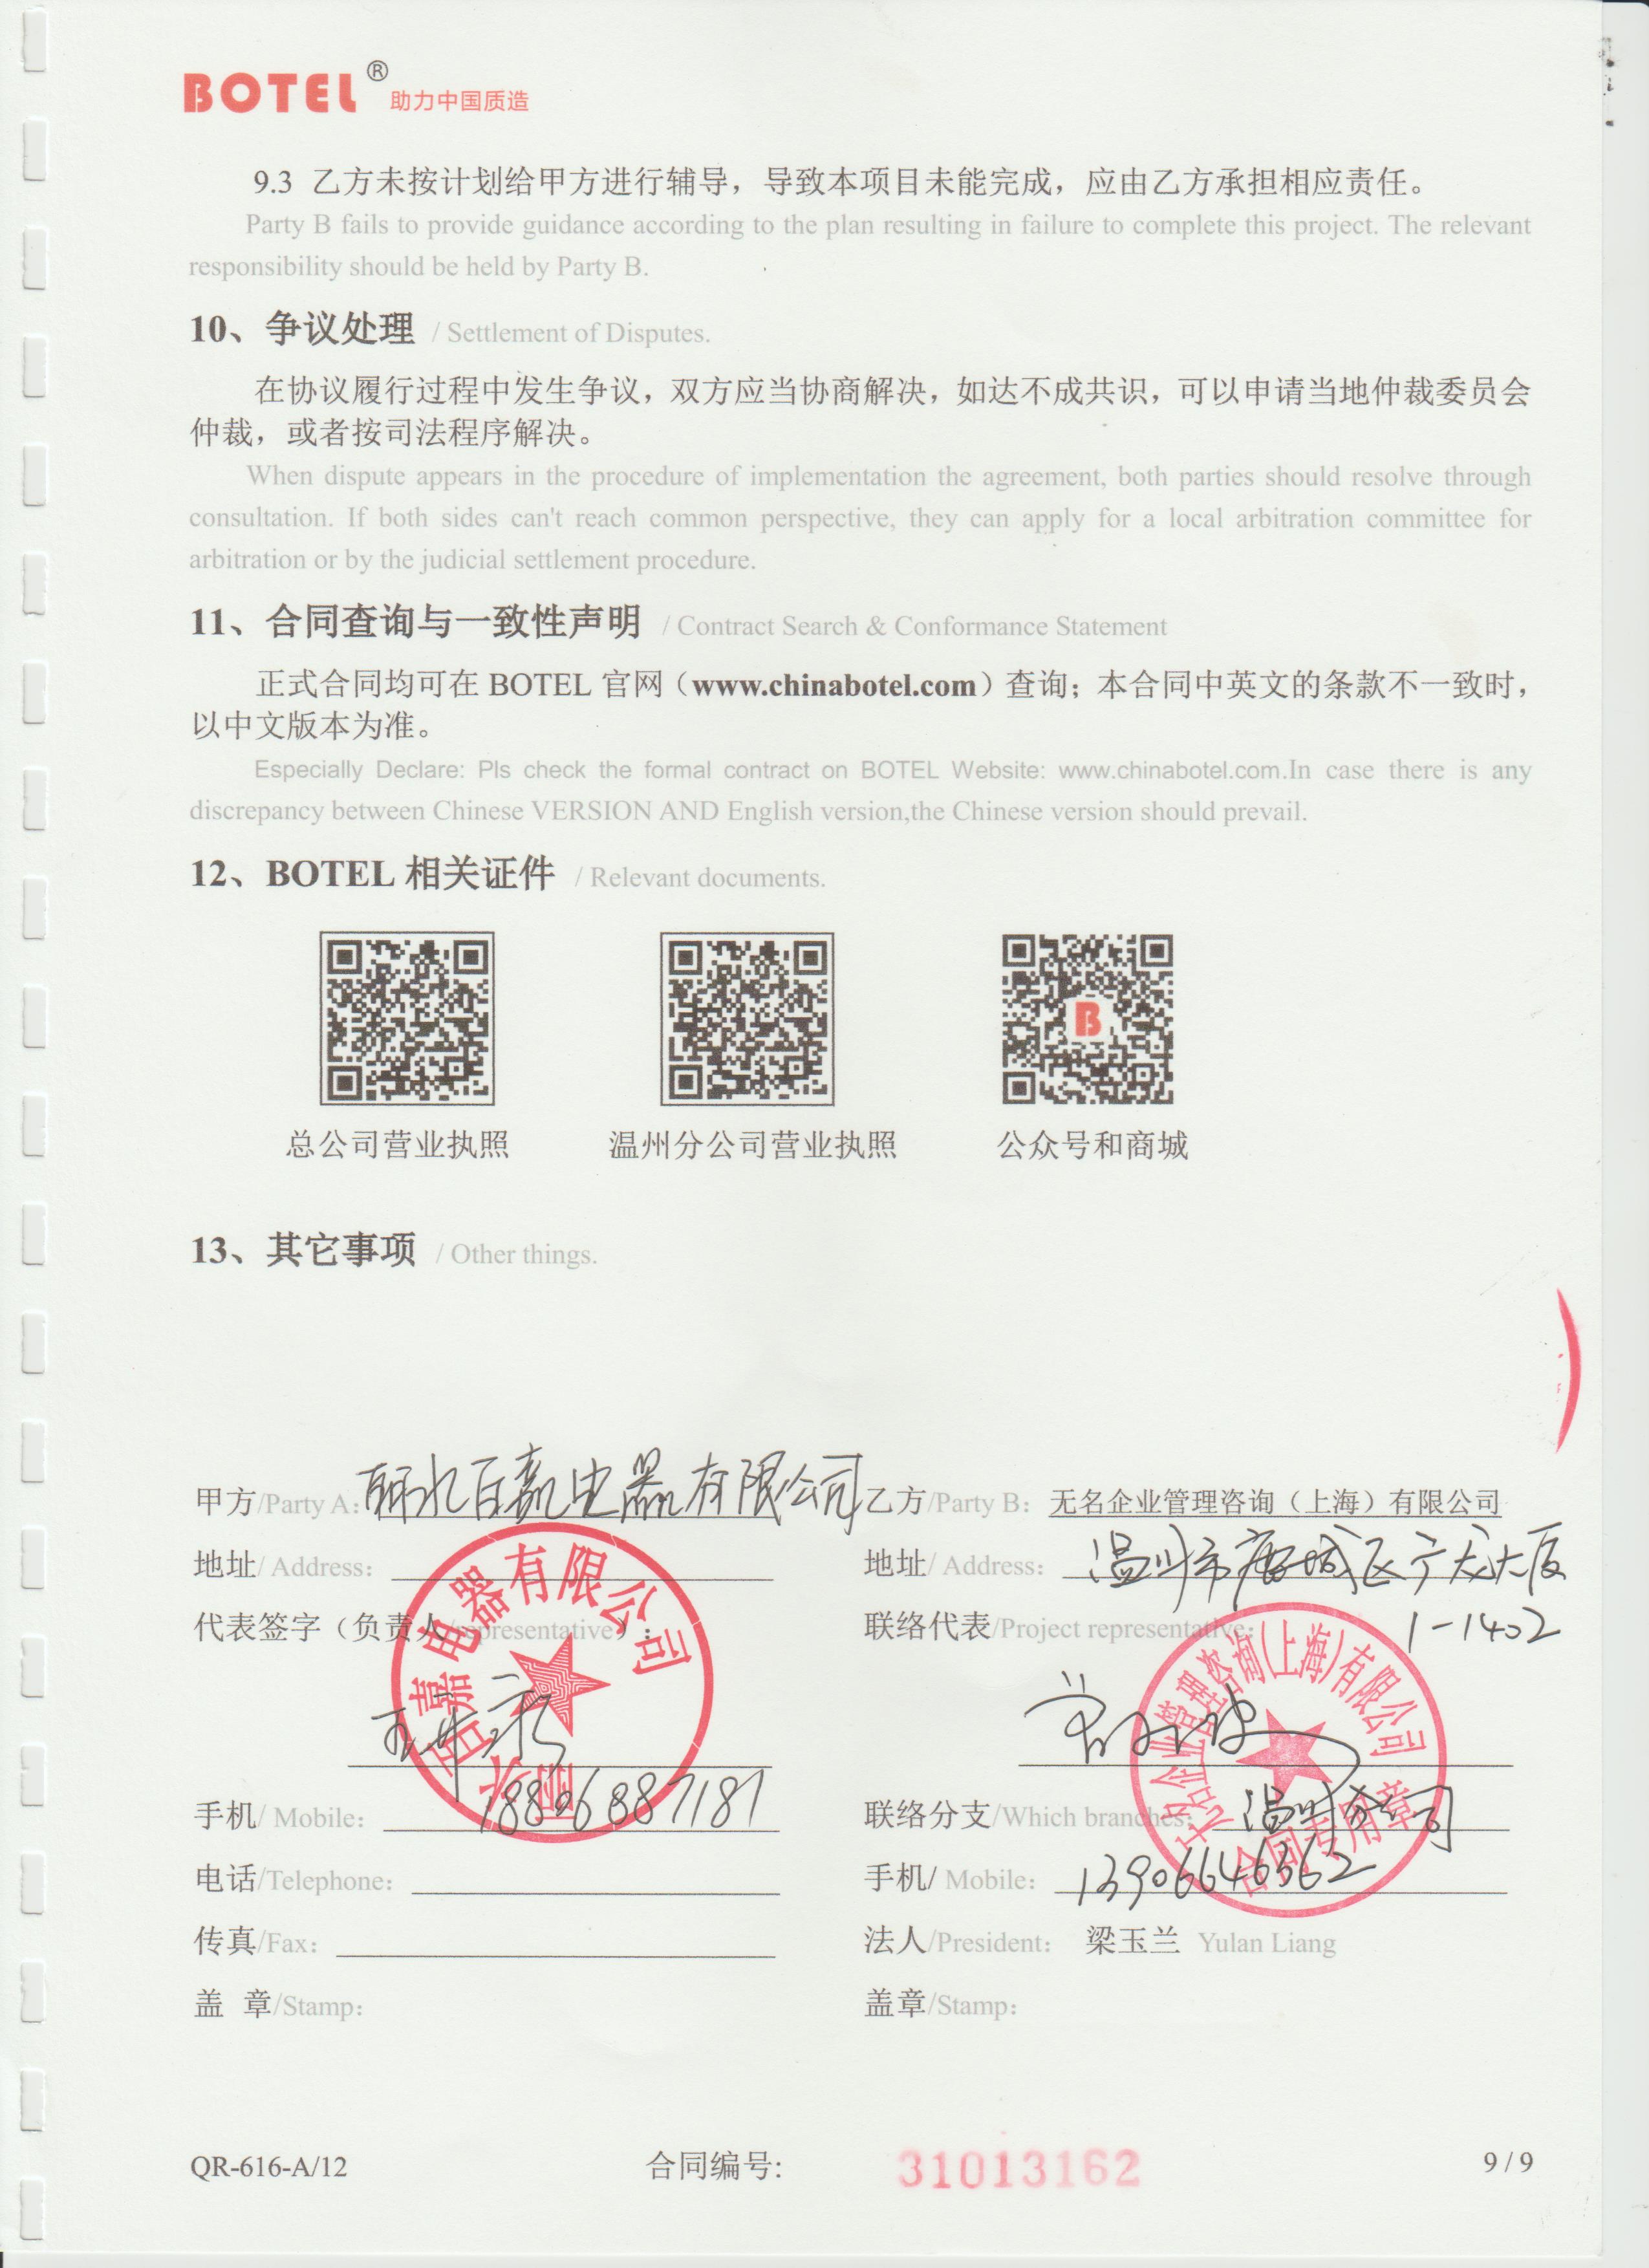 BOTEL® 助力中国质造
9.3 乙方未按计划给甲方进行辅导，导致本项目未能完成，应由乙方承担相应责任。
Party B fails to provide guidance according to the plan resulting in failure to complete this project. The relevant
responsibility should be held by Party B.
10、争议处理 / Settlement of Disputes.
在协议履行过程中发生争议，双方应当协商解决，如达不成共识，可以申请当地仲裁委员会
仲裁，或者按司法程序解决。
When dispute appears in the procedure of implementation the agreement, both parties should resolve through
consultation. If both sides can't reach common perspective, they can apply for a local arbitration committee for
arbitration or by the judicial settlement procedure.
11、合同查询与一致性声明 / Contract Search & Conformance Statement
正式合同均可在 BOTEL 官网（www.chinabotel.com）查询；本合同中英文的条款不一致时，
以中文版本为准。
Especially Declare: Pls check the formal contract on BOTEL Website: www.chinabotel.com.In case there is any
discrepancy between Chinese VERSION AND English version,the Chinese version should prevail.
12、BOTEL 相关证件 / Relevant documents.
B
总公司营业执照 温州分公司营业执照 公众号和商城
13、其它事项 / Other things.
甲方/Party A: 丽水百嘉电器有限公司 乙方/Party B: 无名企业管理咨询（上海）有限公司
地址/ Address: 地址/ Address: 温州市鹿城区广龙大厦
代表签字（负责人/representative）: 联络代表/Project representative: 1-1402
丽水百嘉电器有限公司
无名企业管理咨询(上海)有限公司
合同专用章
手机/ Mobile: 18806887181 联络分支/Which branches: 温州分公司
电话/Telephone: 手机/ Mobile: 13906646362
传真/Fax: 法人/President: 梁玉兰 Yulan Liang
盖 章/Stamp: 盖章/Stamp:
QR-616-A/12 合同编号: 31013162 9 / 9